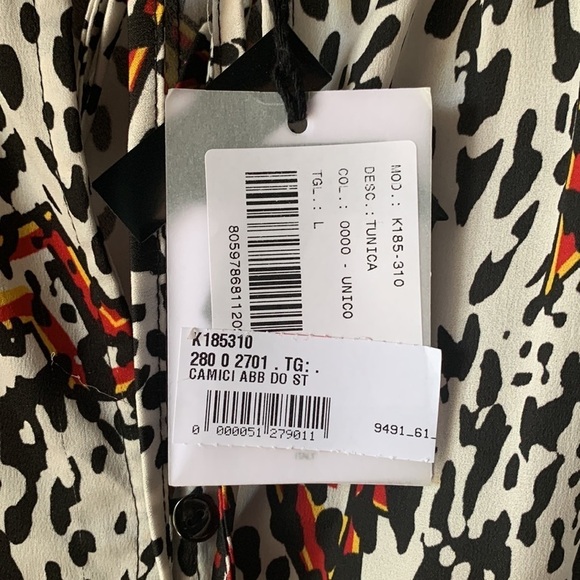 MOD.: K185-310
DESC.: TUNICA
COL.: 0000 - UNICO
TGL.: L
K185310
280 0 2701 . TG: .
CAMICI ABB DO ST
0 000051 279011
9491_61_
ITALY